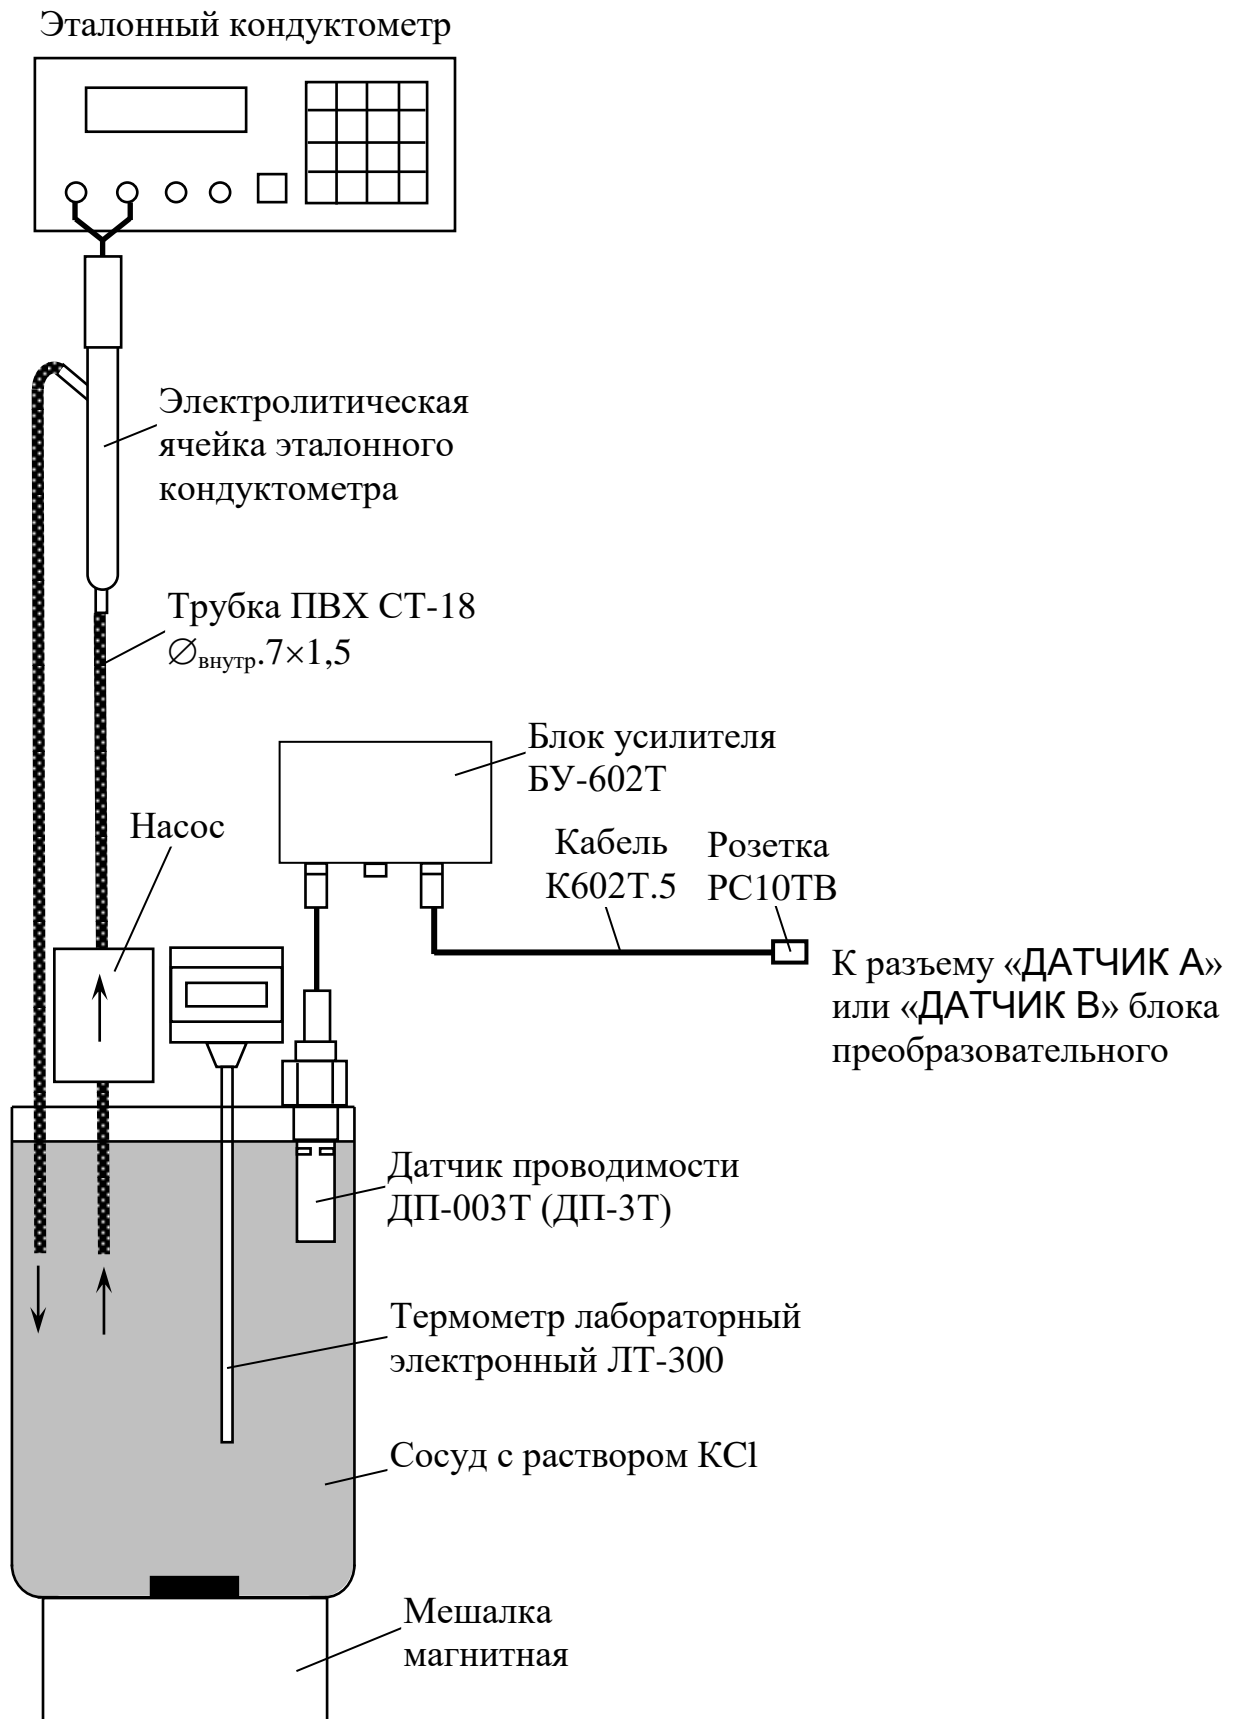 Эталонный кондуктометр
Электролитическая
ячейка эталонного
кондуктометра
Трубка ПВХ СТ-18
∅внутр.7×1,5
Блок усилителя
БУ-602Т
Насос
Кабель
К602Т.5
Розетка
РС10ТВ
К разъему «ДАТЧИК А»
или «ДАТЧИК В» блока
преобразовательного
Датчик проводимости
ДП-003Т (ДП-3Т)
Термометр лабораторный
электронный ЛТ-300
Сосуд с раствором KCl
Мешалка
магнитная